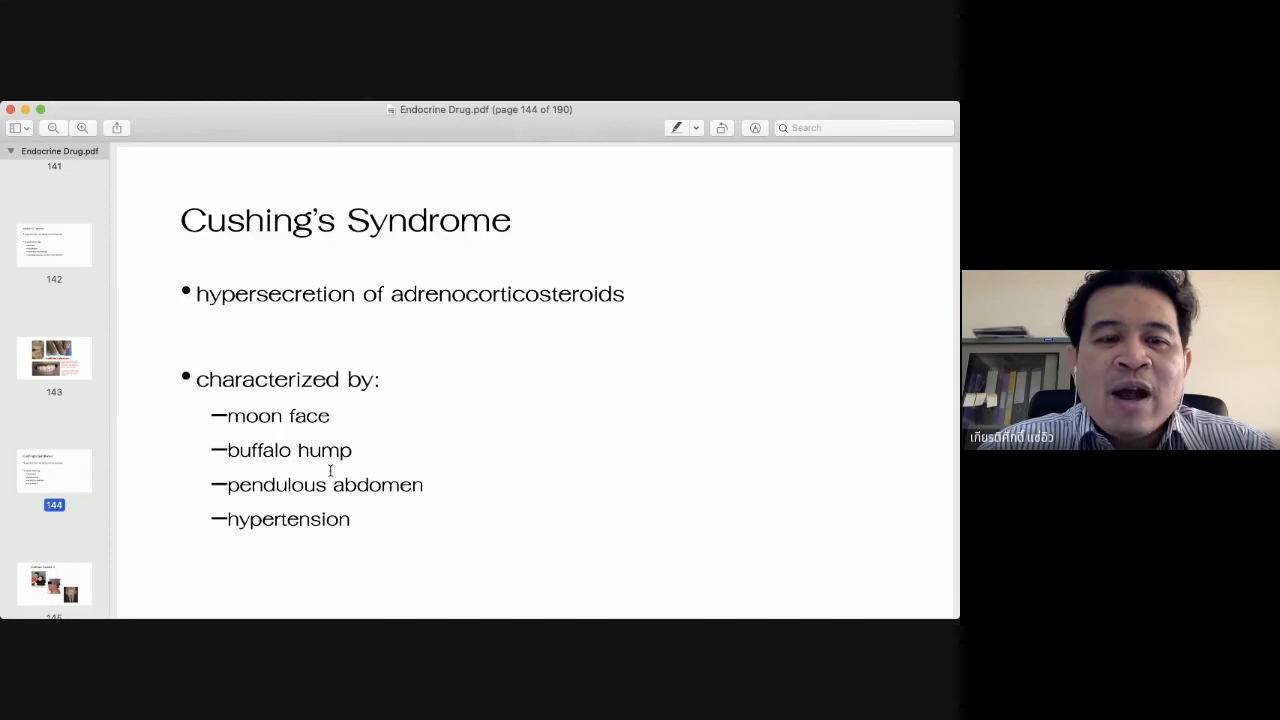 Endocrine Drug.pdf (page 144 of 190)
Search
Endocrine Drug.pdf
141
142
143
144
Cushing's Syndrome
•hypersecretion of adrenocorticosteroids
•characterized by:
—moon face
—buffalo hump
—pendulous abdomen
—hypertension
เกียรติศักดิ์ แซ่อิว